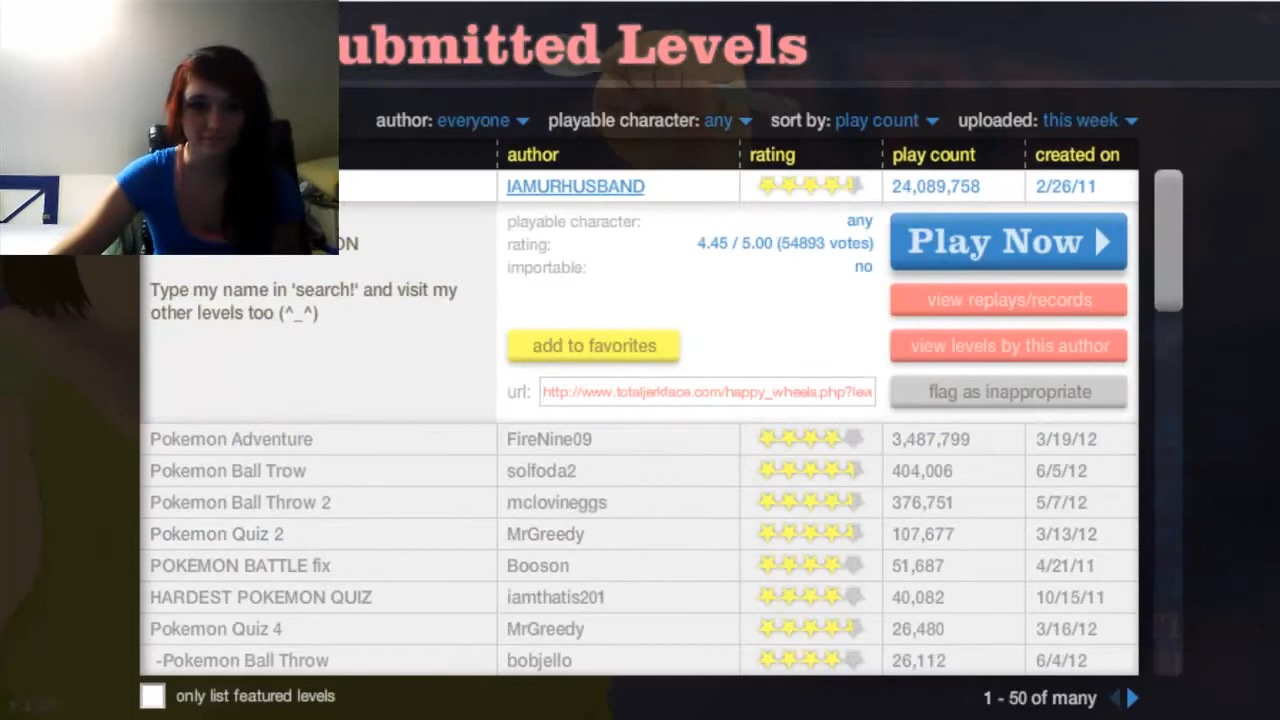 ubmitted Levels
author: everyone playable character: any sort by: play count uploaded: this week
author rating play count created on
IAMURHUSBAND 24,089,758 2/26/11
ON
Type my name in 'search!' and visit my
other levels too (^_^)
playable character: any
rating: 4.45 / 5.00 (54893 votes)
importable: no
add to favorites
url: http://www.totaljerkface.com/happy_wheels.php?lev
Play Now
view replays/records
view levels by this author
flag as inappropriate
Pokemon Adventure FireNine09 3,487,799 3/19/12
Pokemon Ball Trow solfoda2 404,006 6/5/12
Pokemon Ball Throw 2 mclovineggs 376,751 5/7/12
Pokemon Quiz 2 MrGreedy 107,677 3/13/12
POKEMON BATTLE fix Booson 51,687 4/21/11
HARDEST POKEMON QUIZ iamthatis201 40,082 10/15/11
Pokemon Quiz 4 MrGreedy 26,480 3/16/12
-Pokemon Ball Throw bobjello 26,112 6/4/12
only list featured levels 1 - 50 of many